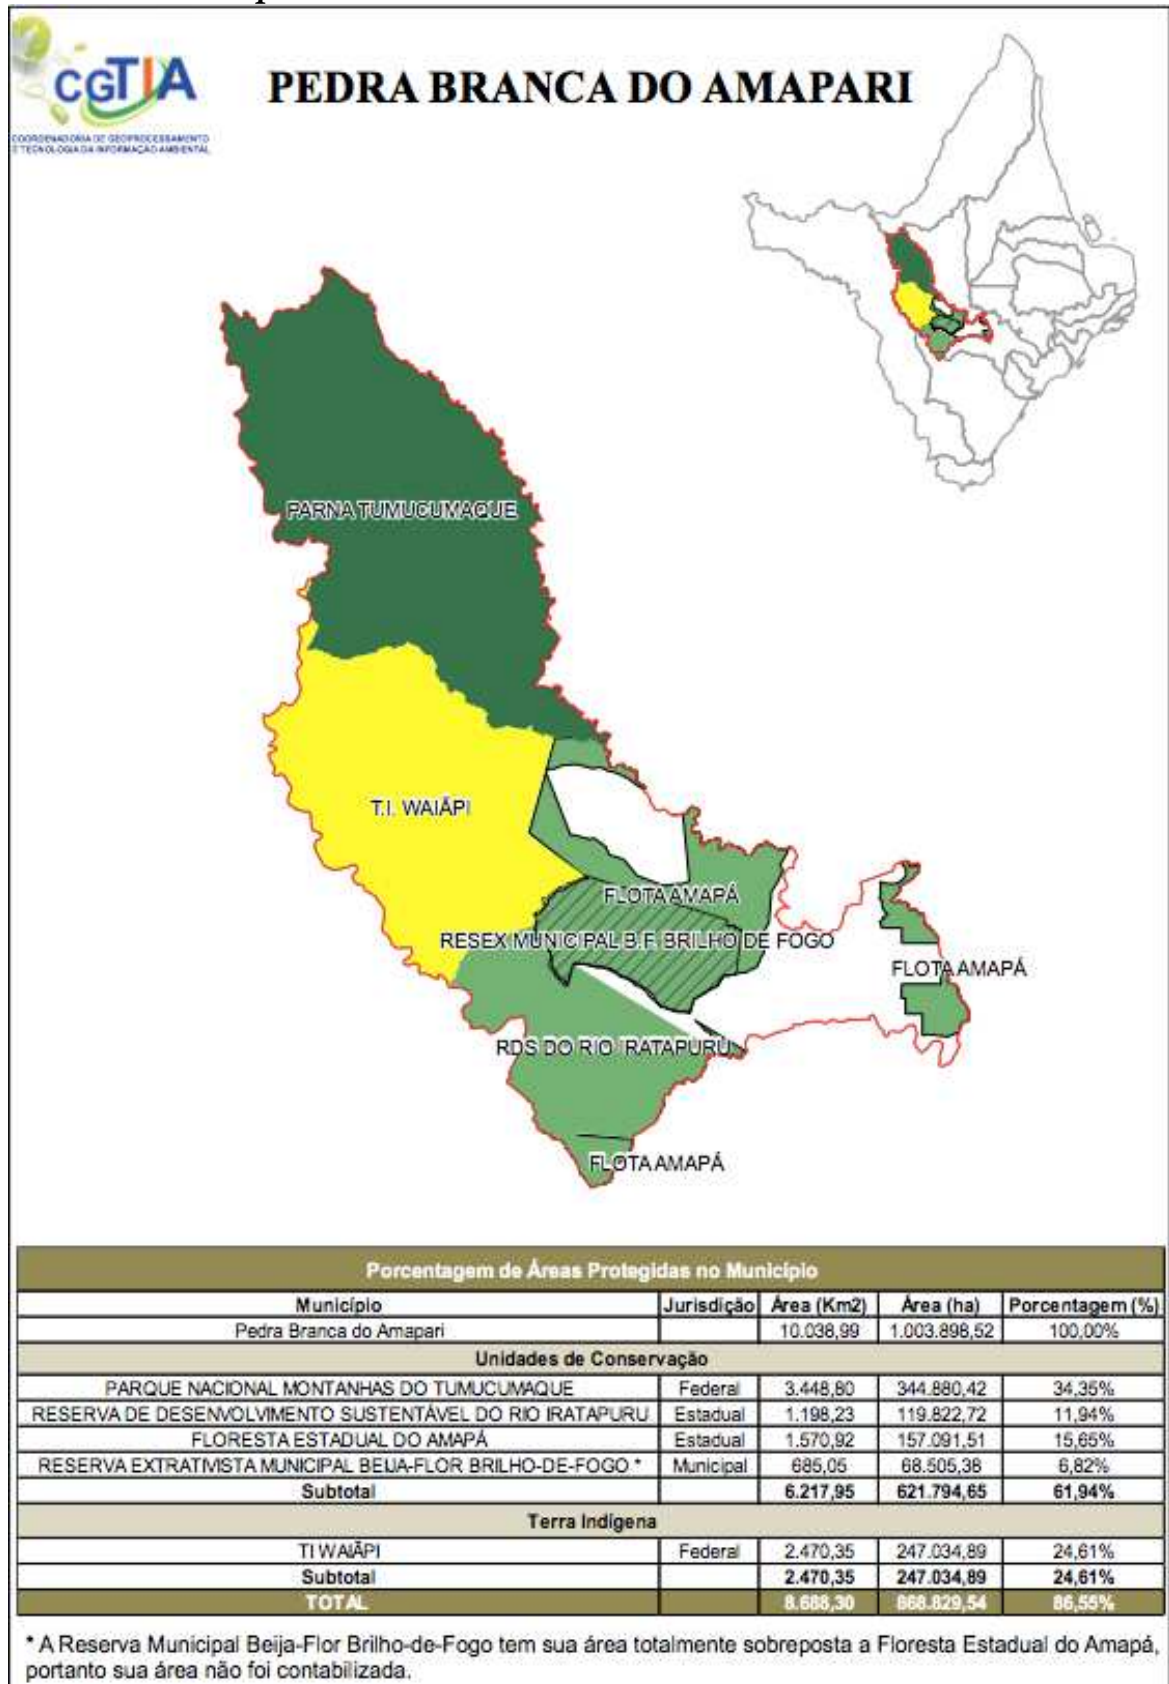 CGTIA
COORDENADORIA DE GEOPROCESSAMENTO
E TECNOLOGIA DA INFORMAÇÃO AMBIENTAL
PEDRA BRANCA DO AMAPARI
PARNA TUMUCUMAQUE
T.I. WAIÃPI
FLOTA AMAPÁ
RESEX MUNICIPAL B.F. BRILHO DE FOGO
FLOTA AMAPÁ
RDS DO RIO IRATAPURU
FLOTA AMAPÁ
Porcentagem de Áreas Protegidas no Município
Município Jurisdição Área (Km2) Área (ha) Porcentagem (%)
Pedra Branca do Amapari 10.038,99 1.003.898,52 100,00%
Unidades de Conservação
PARQUE NACIONAL MONTANHAS DO TUMUCUMAQUE Federal 3.448,80 344.880,42 34,35%
RESERVA DE DESENVOLVIMENTO SUSTENTÁVEL DO RIO IRATAPURU Estadual 1.198,23 119.822,72 11,94%
FLORESTA ESTADUAL DO AMAPÁ Estadual 1.570,92 157.091,51 15,65%
RESERVA EXTRATIVISTA MUNICIPAL BEIJA-FLOR BRILHO-DE-FOGO * Municipal 685,05 68.505,38 6,82%
Subtotal 6.217,95 621.794,65 61,94%
Terra Indígena
TI WAIÃPI Federal 2.470,35 247.034,89 24,61%
Subtotal 2.470,35 247.034,89 24,61%
TOTAL 8.688,30 868.829,54 86,55%
* A Reserva Municipal Beija-Flor Brilho-de-Fogo tem sua área totalmente sobreposta a Floresta Estadual do Amapá,
portanto sua área não foi contabilizada.